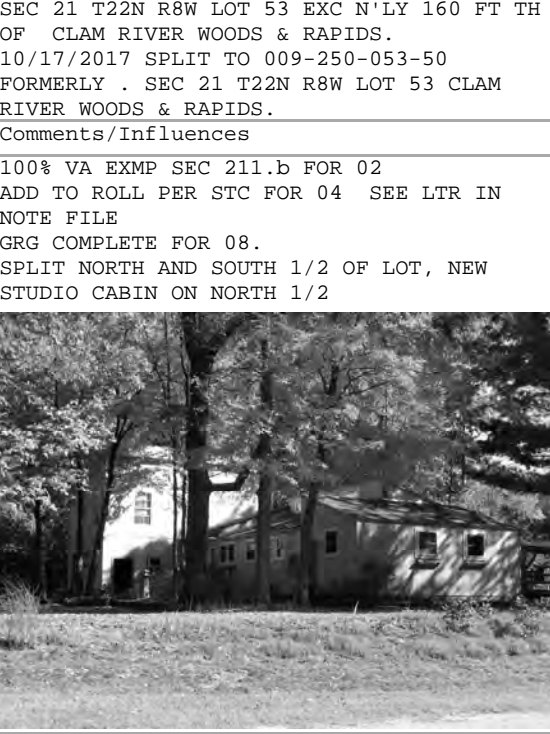 SEC 21 T22N R8W LOT 53 EXC N'LY 160 FT TH
OF  CLAM RIVER WOODS & RAPIDS.
10/17/2017 SPLIT TO 009-250-053-50
FORMERLY . SEC 21 T22N R8W LOT 53 CLAM
RIVER WOODS & RAPIDS.
Comments/Influences
100% VA EXMP SEC 211.b FOR 02
ADD TO ROLL PER STC FOR 04  SEE LTR IN
NOTE FILE
GRG COMPLETE FOR 08.
SPLIT NORTH AND SOUTH 1/2 OF LOT, NEW
STUDIO CABIN ON NORTH 1/2